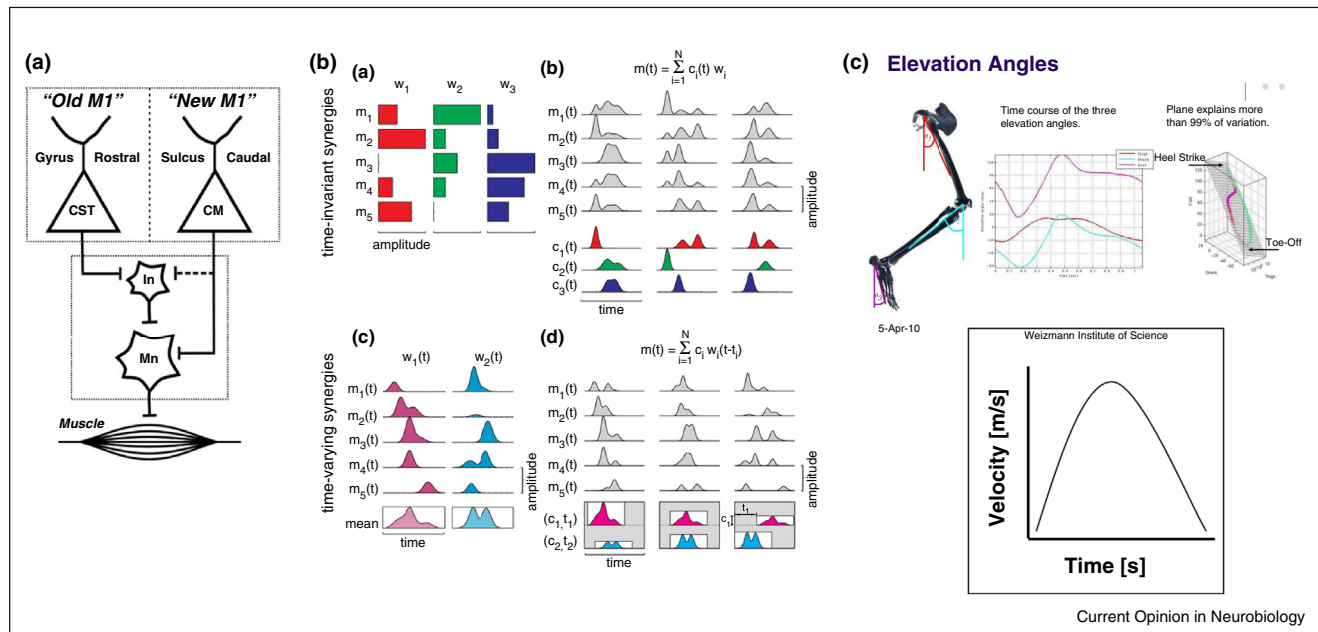 (a)
"Old M1" "New M1"
Gyrus Rostral Sulcus Caudal
CST CM
In
Mn
Muscle
(b)
time-invariant synergies
(a)
w1 w2 w3
m1
m2
m3
m4
m5
amplitude
(b)
m(t) = Σ ci(t) wi
N
i=1
m1(t)
m2(t)
m3(t)
m4(t)
m5(t)
amplitude
c1(t)
c2(t)
c3(t)
time
time-varying synergies
(c)
w1(t) w2(t)
m1(t)
m2(t)
m3(t)
m4(t)
m5(t)
amplitude
mean
time
(d)
m(t) = Σ ci wi(t-ti)
N
i=1
m1(t)
m2(t)
m3(t)
m4(t)
m5(t)
amplitude
(c1,t1)
(c2,t2)
c1
t1
time
(c) Elevation Angles
Time course of the three
elevation angles.
Plane explains more
than 99% of variation.
Heel Strike
Toe-Off
Shank
Thigh
5-Apr-10
Weizmann Institute of Science
Velocity [m/s]
Time [s]
Current Opinion in Neurobiology